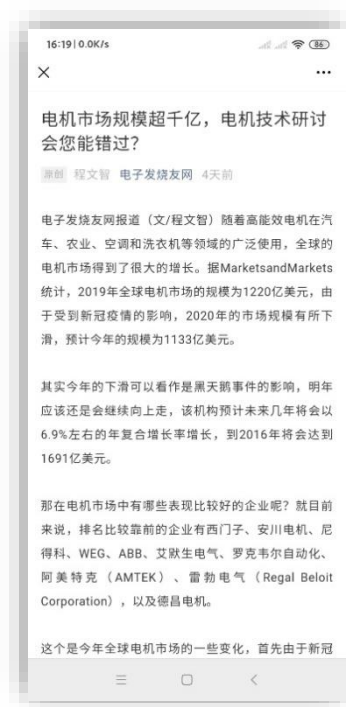 16:19 | 0.0K/s
86
电机市场规模超千亿，电机技术研讨
会您能错过？
原创 程文智 电子发烧友网 4天前
电子发烧友网报道（文/程文智）随着高能效电机在汽
车、农业、空调和洗衣机等领域的广泛使用，全球的
电机市场得到了很大的增长。据MarketsandMarkets
统计，2019年全球电机市场的规模为1220亿美元，由
于受到新冠疫情的影响，2020年的市场规模有所下
滑，预计今年的规模为1133亿美元。
其实今年的下滑可以看作是黑天鹅事件的影响，明年
应该还是会继续向上走，该机构预计未来几年将会以
6.9%左右的年复合增长率增长，到2016年将会达到
1691亿美元。
那在电机市场中有哪些表现比较好的企业呢？就目前
来说，排名比较靠前的企业有西门子、安川电机、尼
得科、WEG、ABB、艾默生电气、罗克韦尔自动化、
阿美特克（AMTEK）、雷勃电气（Regal Beloit
Corporation），以及德昌电机。
这个是今年全球电机市场的一些变化，首先由于新冠